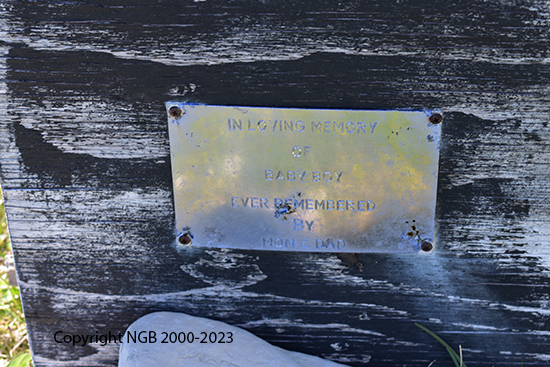 IN LOVING MEMORY
OF
BABY BOY
EVER REMEMBERED
BY
MOM & DAD
Copyright NGB 2000-2023